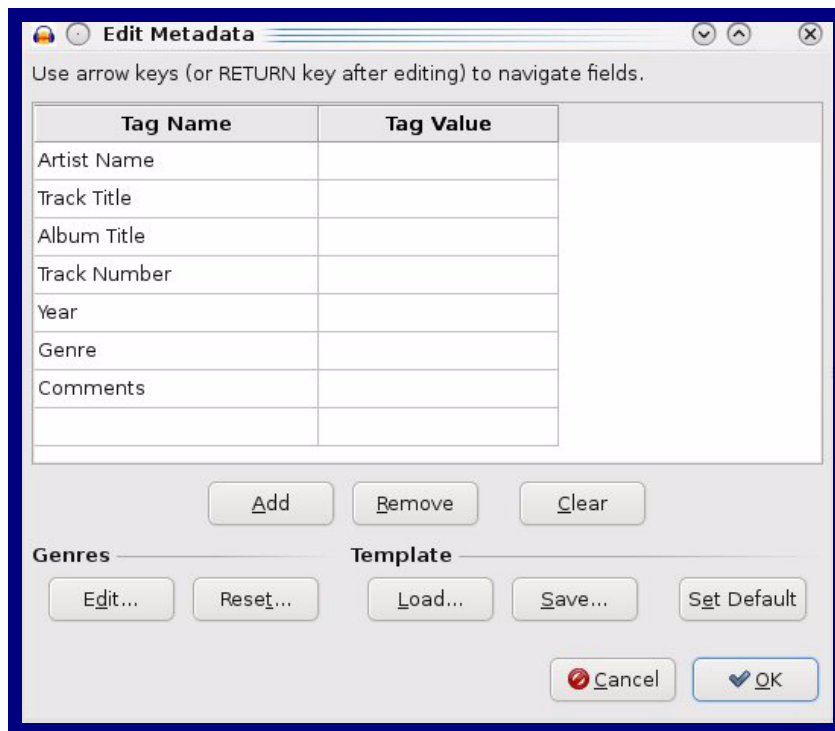 Edit Metadata
Use arrow keys (or RETURN key after editing) to navigate fields.
Tag Name Tag Value
Artist Name
Track Title
Album Title
Track Number
Year
Genre
Comments
Add Remove Clear
Genres Template
Edit... Reset... Load... Save... Set Default
Cancel OK